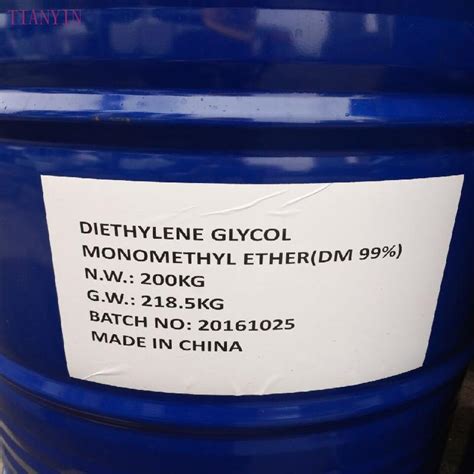 TIANYIN
DIETHYLENE GLYCOL
MONOMETHYL ETHER(DM 99%)
N.W.: 200KG
G.W.: 218.5KG
BATCH NO: 20161025
MADE IN CHINA